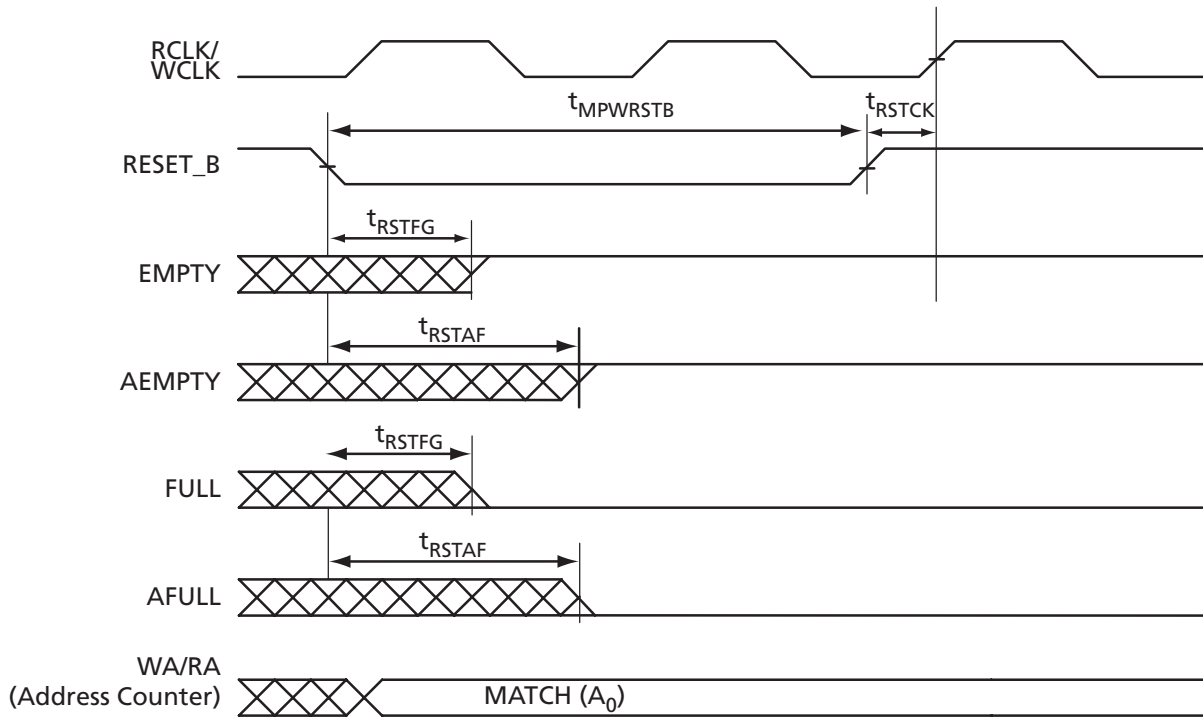 RCLK/
WCLK
tMPWRSTB
tRSTCK
RESET_B
tRSTFG
EMPTY
tRSTAF
AEMPTY
tRSTFG
FULL
tRSTAF
AFULL
WA/RA
(Address Counter)
MATCH (A0)